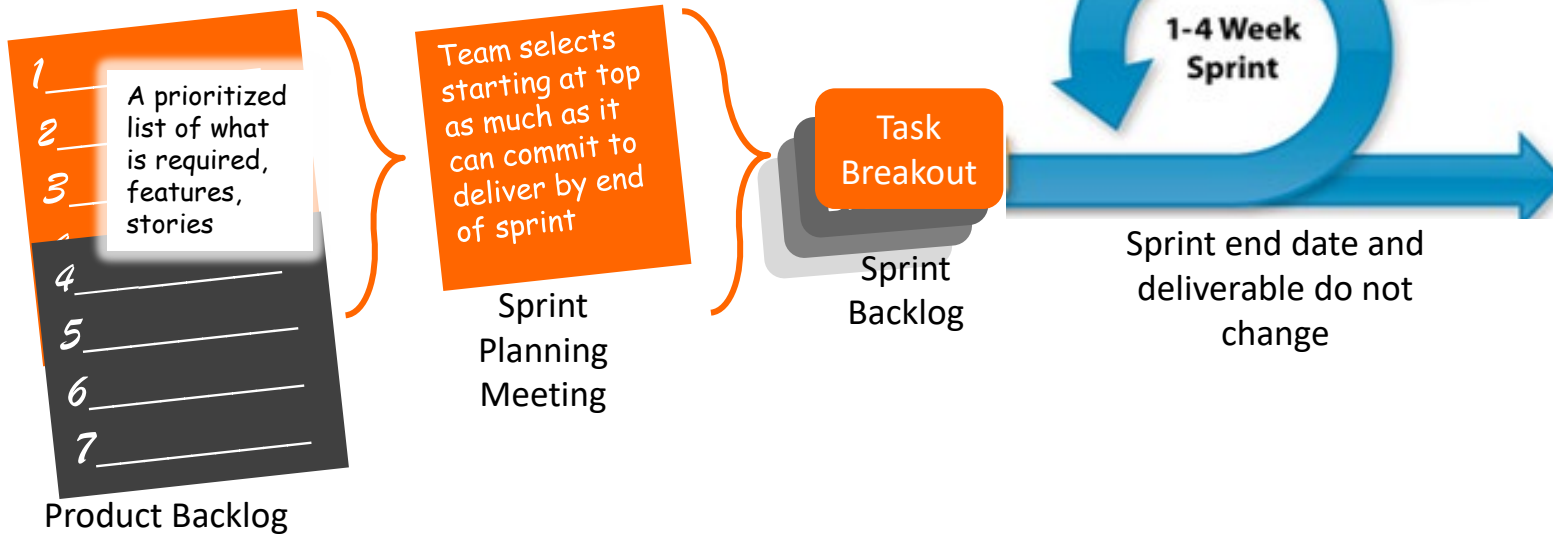 1
2
3
4
5
6
7
A prioritized
list of what
is required,
features,
stories
Product Backlog
Team selects
starting at top
as much as it
can commit to
deliver by end
of sprint
Sprint
Planning
Meeting
Task
Breakout
Sprint
Backlog
1-4 Week
Sprint
Sprint end date and
deliverable do not
change